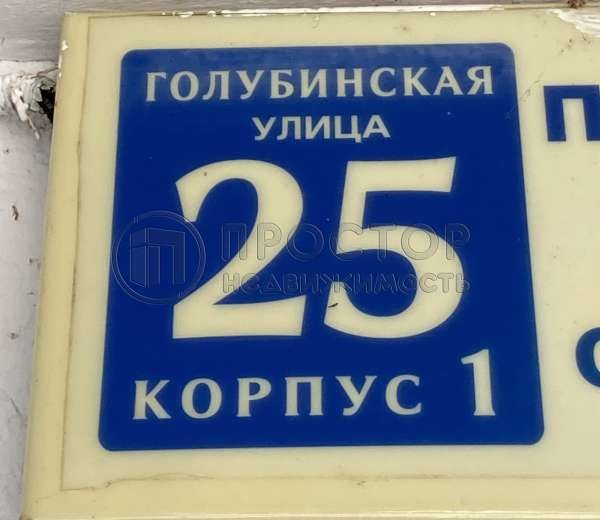 ГОЛУБИНСКАЯ
УЛИЦА
25
КОРПУС 1
ПРОСТОР
НЕДВИЖИМОСТЬ